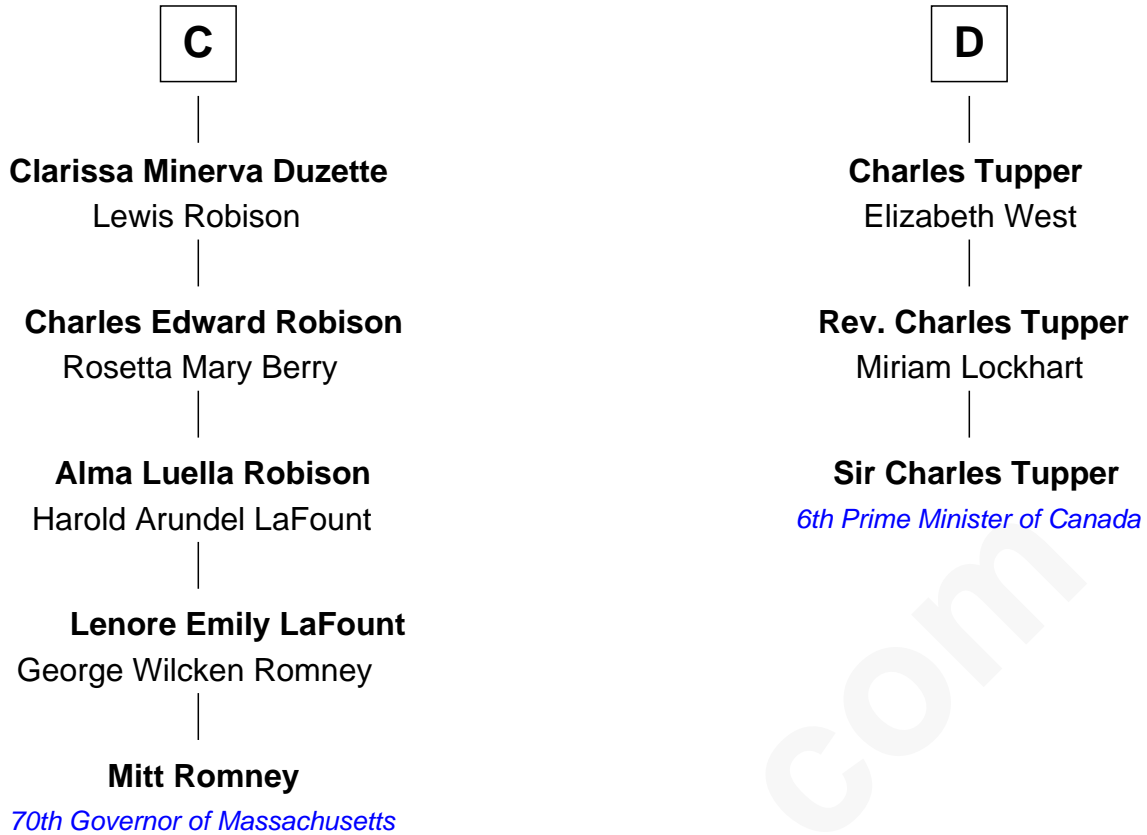 C
Clarissa Minerva Duzette
Lewis Robison
Charles Edward Robison
Rosetta Mary Berry
Alma Luella Robison
Harold Arundel LaFount
Lenore Emily LaFount
George Wilcken Romney
Mitt Romney
70th Governor of Massachusetts
D
Charles Tupper
Elizabeth West
Rev. Charles Tupper
Miriam Lockhart
Sir Charles Tupper
6th Prime Minister of Canada
com